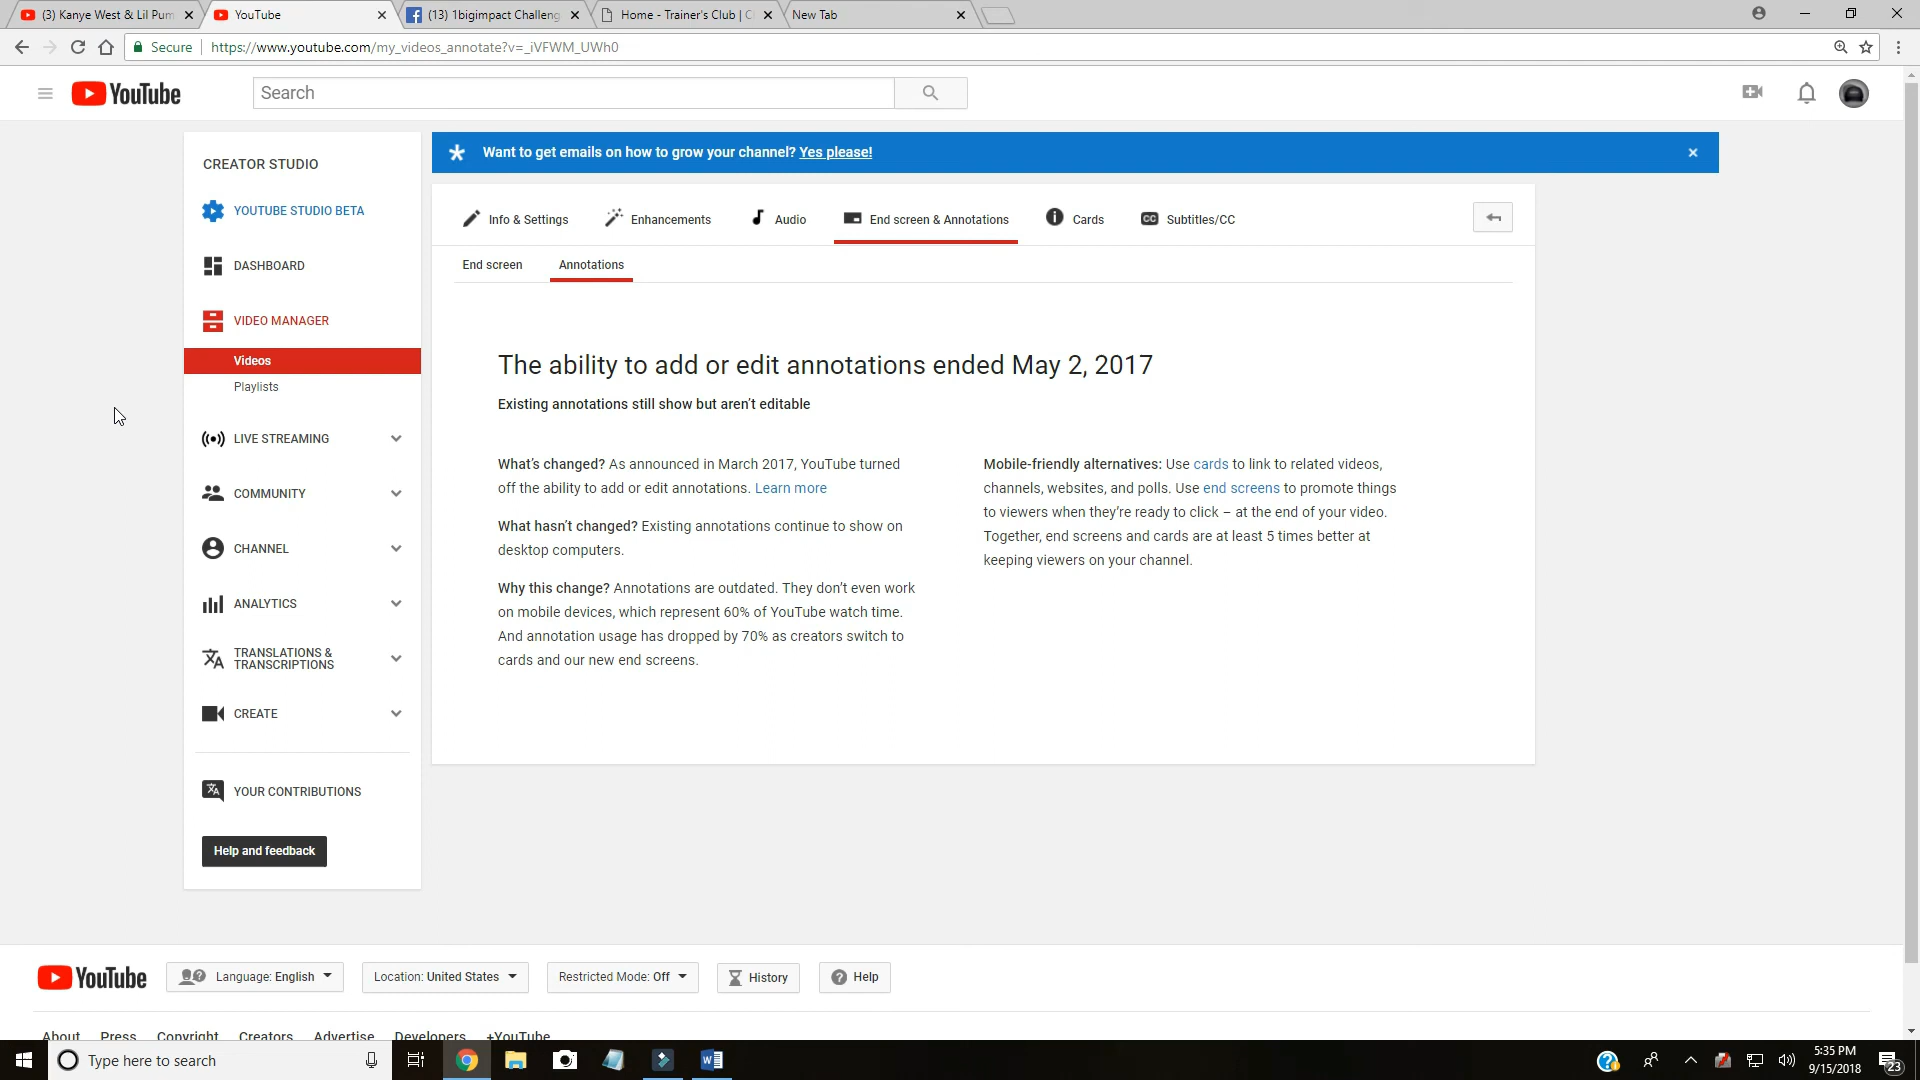 (3) Kanye West & Lil Pum
YouTube
(13) 1bigimpact Challeng
Home - Trainer's Club | C
New Tab
Secure
https://www.youtube.com/my_videos_annotate?v=_iVFWM_UWh0
YouTube
Search
CREATOR STUDIO
YOUTUBE STUDIO BETA
DASHBOARD
VIDEO MANAGER
Videos
Playlists
LIVE STREAMING
COMMUNITY
CHANNEL
ANALYTICS
TRANSLATIONS &
TRANSCRIPTIONS
CREATE
YOUR CONTRIBUTIONS
Help and feedback
Want to get emails on how to grow your channel? Yes please!
Info & Settings
Enhancements
Audio
End screen & Annotations
Cards
CC
Subtitles/CC
End screen
Annotations
The ability to add or edit annotations ended May 2, 2017
Existing annotations still show but aren't editable
What's changed? As announced in March 2017, YouTube turned
off the ability to add or edit annotations. Learn more
What hasn't changed? Existing annotations continue to show on
desktop computers.
Why this change? Annotations are outdated. They don't even work
on mobile devices, which represent 60% of YouTube watch time.
And annotation usage has dropped by 70% as creators switch to
cards and our new end screens.
Mobile-friendly alternatives: Use cards to link to related videos,
channels, websites, and polls. Use end screens to promote things
to viewers when they're ready to click – at the end of your video.
Together, end screens and cards are at least 5 times better at
keeping viewers on your channel.
YouTube
Language: English
Location: United States
Restricted Mode: Off
History
Help
About
Press
Copyright
Creators
Advertise
Developers
+YouTube
Type here to search
5:35 PM
9/15/2018
23